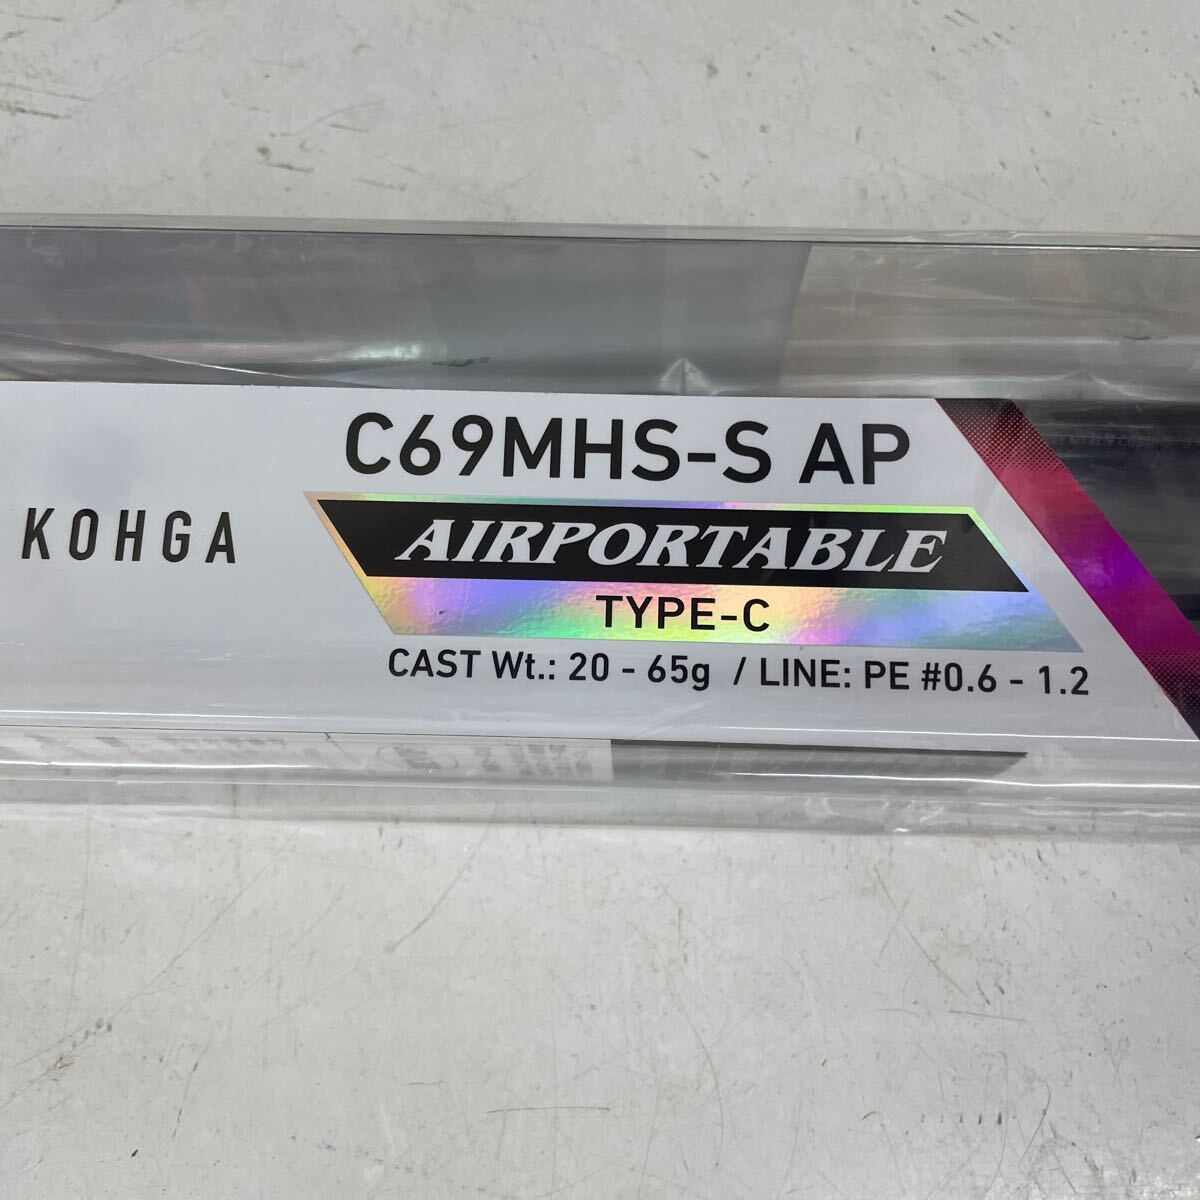 C69MHS-S AP
KOHGA
AIRPORTABLE
TYPE-C
CAST Wt.: 20 - 65g / LINE: PE #0.6 - 1.2